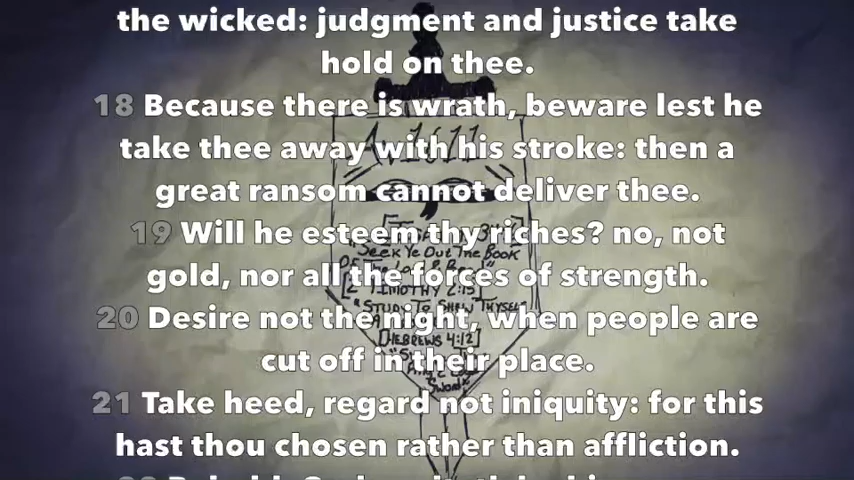 the wicked: judgment and justice take
hold on thee.
18 Because there is wrath, beware lest he
take thee away with his stroke: then a
great ransom cannot deliver thee.
19 Will he esteem thy riches? no, not
gold, nor all the forces of strength.
20 Desire not the night, when people are
cut off in their place.
21 Take heed, regard not iniquity: for this
hast thou chosen rather than affliction.
1611
"Seek Ye Out The Book
"Study To Shew Thyself
[Hebrews 4:12]